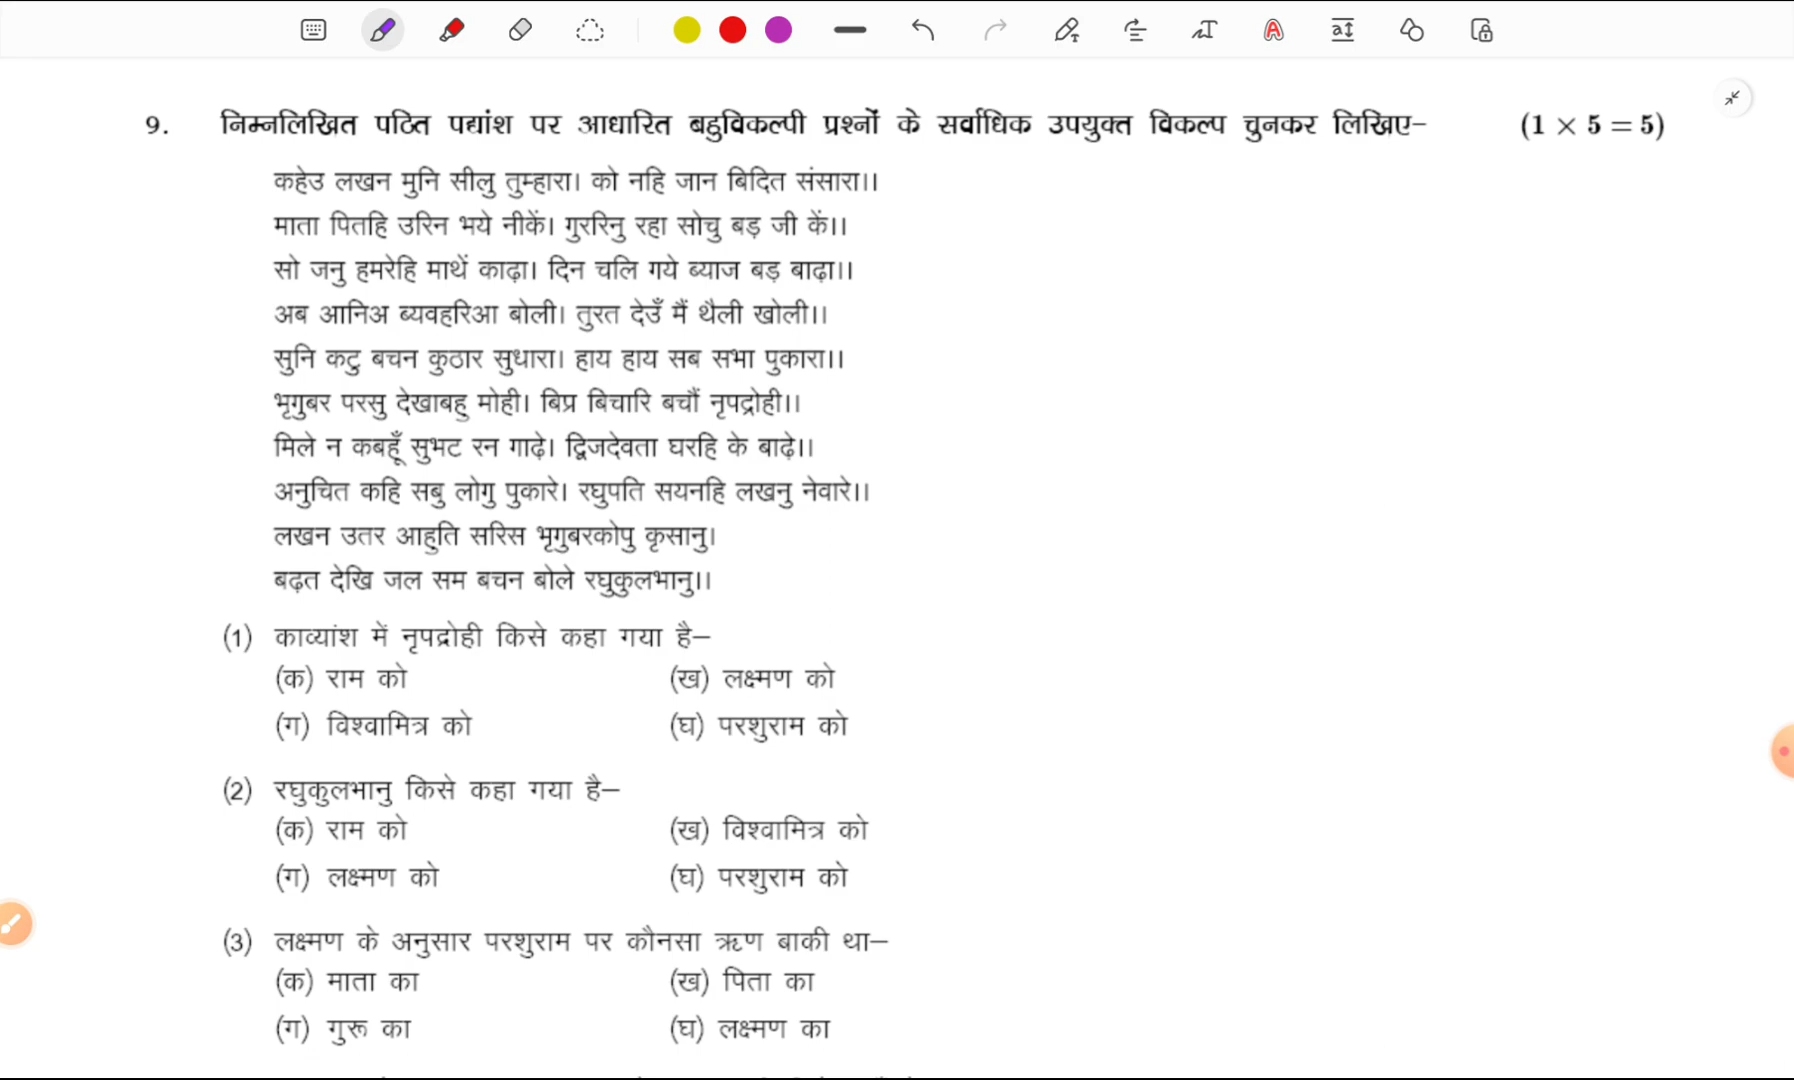 9. निम्नलिखित पठित पद्यांश पर आधारित बहुविकल्पी प्रश्नों के सर्वाधिक उपयुक्त विकल्प चुनकर लिखिए– (1 × 5 = 5)
कहेउ लखन मुनि सीलु तुम्हारा। को नहि जान बिदित संसारा।।
माता पितहि उरिन भये नीकें। गुररिनु रहा सोचु बड़ जी कें।।
सो जनु हमरेहि माथें काढ़ा। दिन चलि गये ब्याज बड़ बाढ़ा।।
अब आनिअ ब्यवहरिआ बोली। तुरत देउँ मैं थैली खोली।।
सुनि कटु बचन कुठार सुधारा। हाय हाय सब सभा पुकारा।।
भृगुबर परसु देखाबहु मोही। बिप्र बिचारि बचौं नृपद्रोही।।
मिले न कबहूँ सुभट रन गाढ़े। द्विजदेवता घरहि के बाढ़े।।
अनुचित कहि सबु लोगु पुकारे। रघुपति सयनहि लखनु नेवारे।।
लखन उतर आहुति सरिस भृगुबरकोपु कृसानु।
बढ़त देखि जल सम बचन बोले रघुकुलभानु।।
(1) काव्यांश में नृपद्रोही किसे कहा गया है–
(क) राम को (ख) लक्ष्मण को
(ग) विश्वामित्र को (घ) परशुराम को
(2) रघुकुलभानु किसे कहा गया है–
(क) राम को (ख) विश्वामित्र को
(ग) लक्ष्मण को (घ) परशुराम को
(3) लक्ष्मण के अनुसार परशुराम पर कौनसा ऋण बाकी था–
(क) माता का (ख) पिता का
(ग) गुरू का (घ) लक्ष्मण का